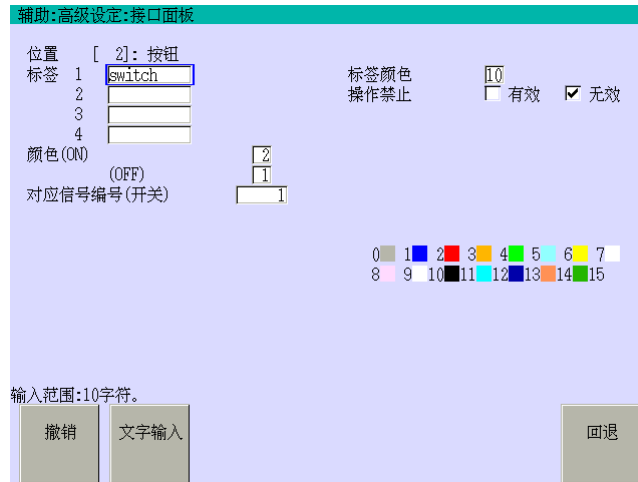 辅助:高级设定:接口面板
位置 [ 2]: 按钮
标签 1 switch 标签颜色 10
2 操作禁止 有效 无效
3
4
颜色(ON) 2
(OFF) 1
对应信号编号(开关) 1
0 1 2 3 4 5 6 7
8 9 10 11 12 13 14 15
输入范围:10字符。
撤销 文字输入 回退